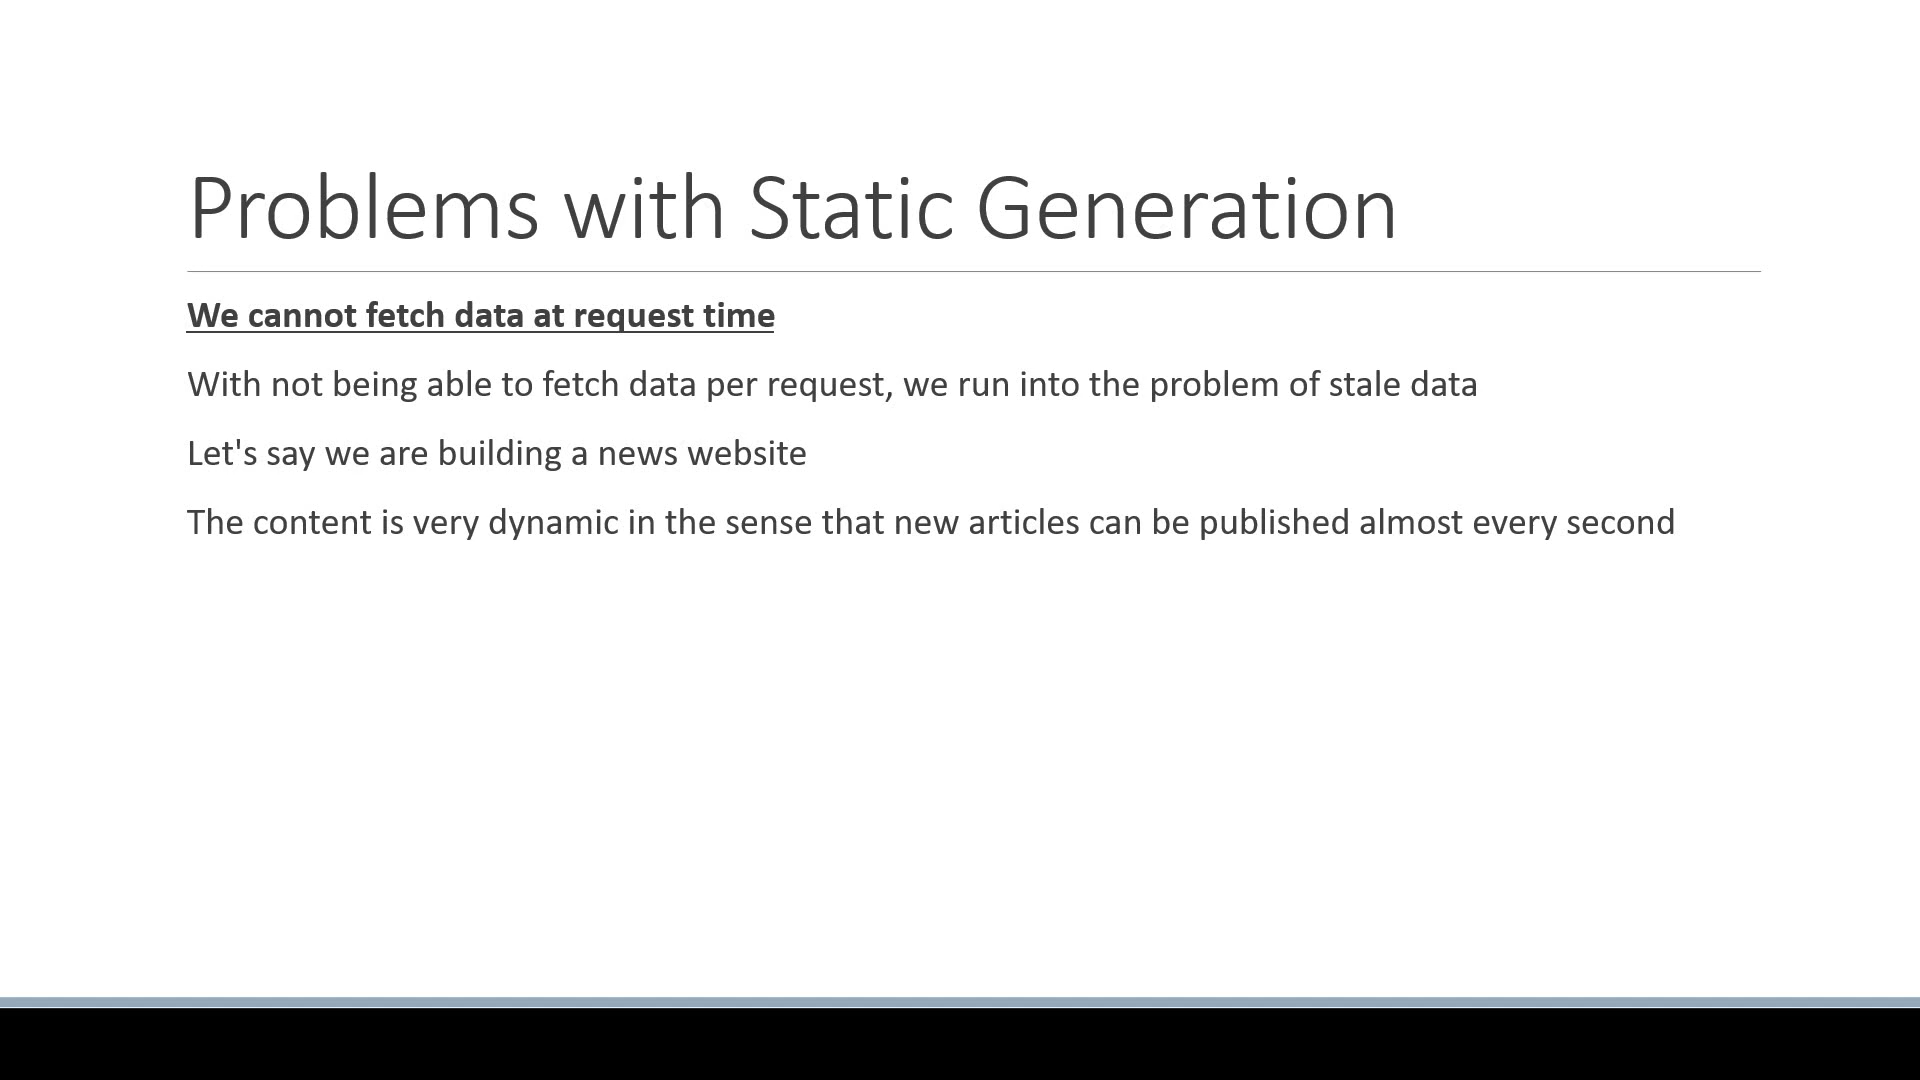 Problems with Static Generation
We cannot fetch data at request time
With not being able to fetch data per request, we run into the problem of stale data
Let's say we are building a news website
The content is very dynamic in the sense that new articles can be published almost every second